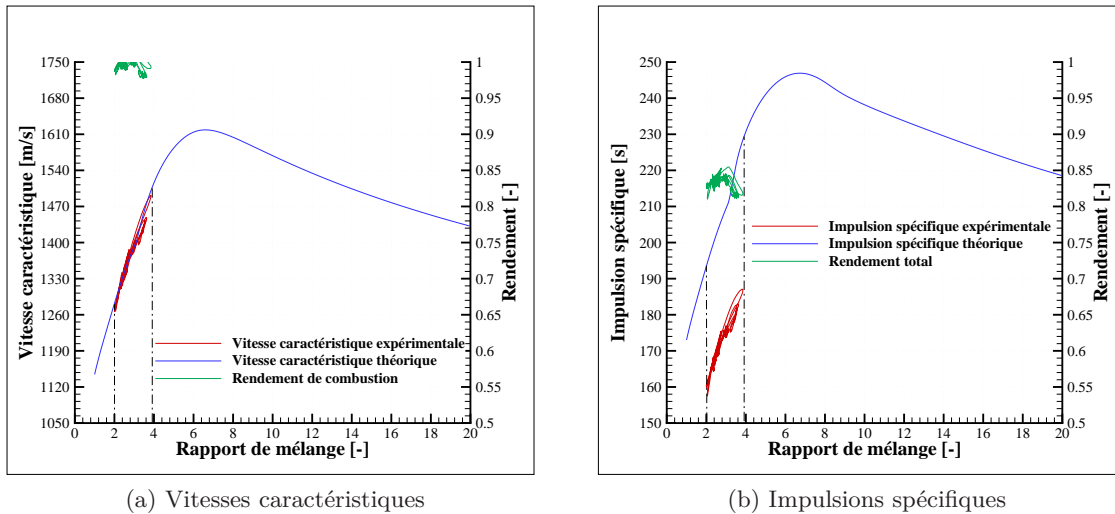 1750
1680
1610
1540
1470
1400
1330
1260
1190
1120
1050
Vitesse caractéristique [m/s]
0 2 4 6 8 10 12 14 16 18 20
Rapport de mélange [-]
1
0.95
0.9
0.85
0.8
0.75
0.7
0.65
0.6
0.55
0.5
Rendement [-]
Vitesse caractéristique expérimentale
Vitesse caractéristique théorique
Rendement de combustion
(a) Vitesses caractéristiques
250
240
230
220
210
200
190
180
170
160
150
Impulsion spécifique [s]
0 2 4 6 8 10 12 14 16 18 20
Rapport de mélange [-]
1
0.95
0.9
0.85
0.8
0.75
0.7
0.65
0.6
0.55
0.5
Rendement [-]
Impulsion spécifique expérimentale
Impulsion spécifique théorique
Rendement total
(b) Impulsions spécifiques